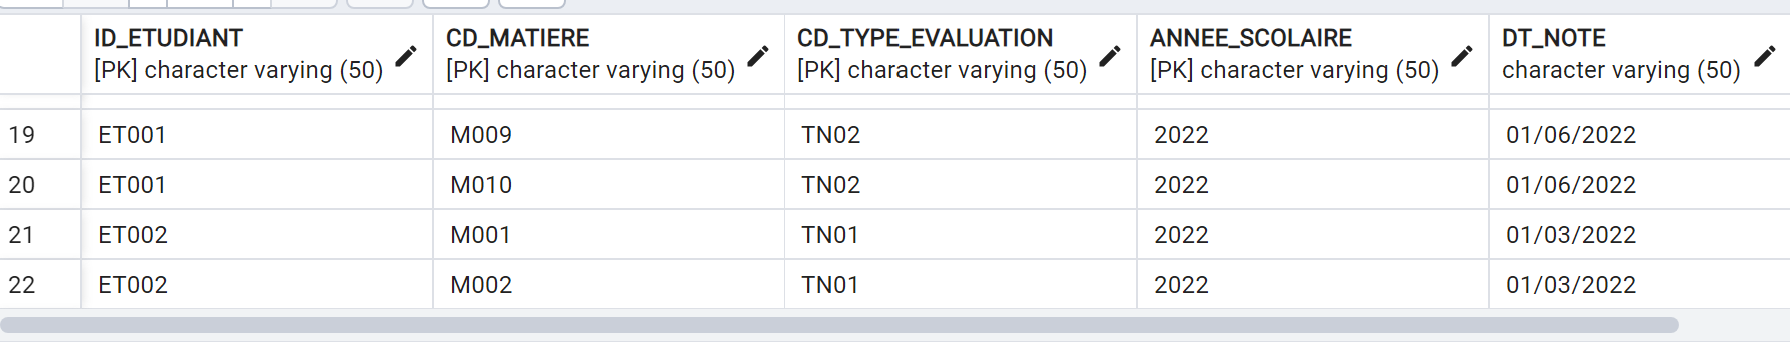 ID_ETUDIANT CD_MATIERE CD_TYPE_EVALUATION ANNEE_SCOLAIRE DT_NOTE
[PK] character varying (50) [PK] character varying (50) [PK] character varying (50) [PK] character varying (50) character varying (50)
19 ET001 M009 TN02 2022 01/06/2022
20 ET001 M010 TN02 2022 01/06/2022
21 ET002 M001 TN01 2022 01/03/2022
22 ET002 M002 TN01 2022 01/03/2022